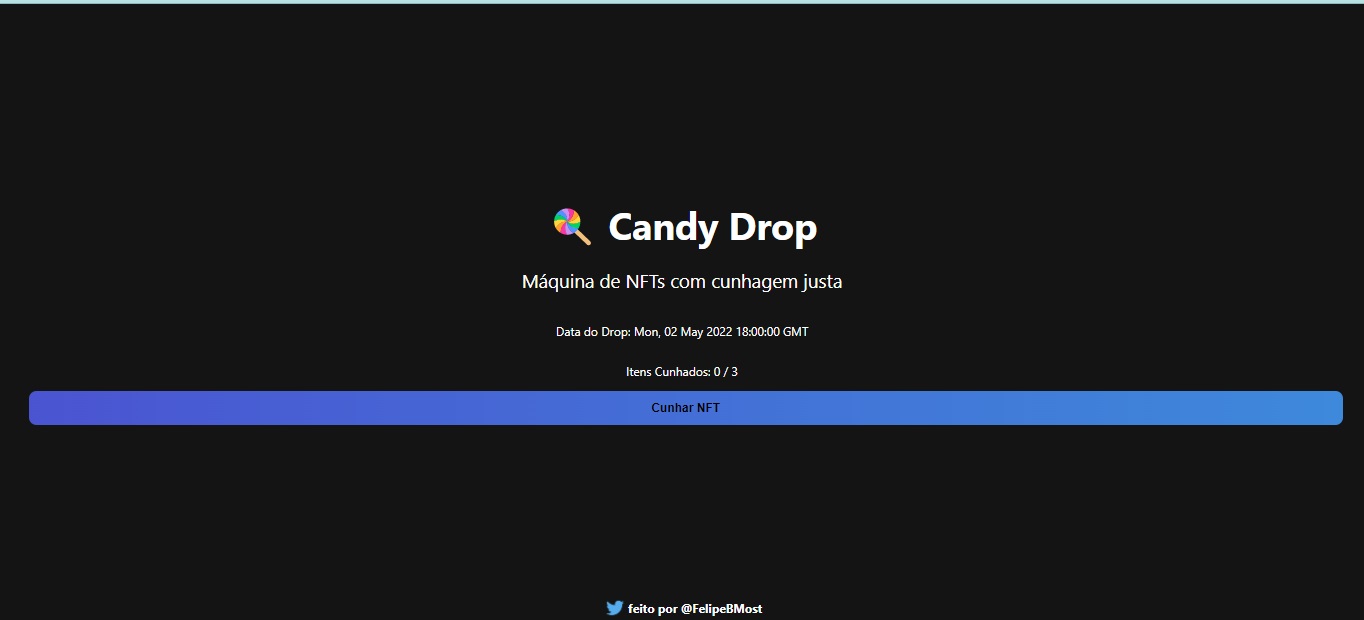 Candy Drop
Máquina de NFTs com cunhagem justa
Data do Drop: Mon, 02 May 2022 18:00:00 GMT
Itens Cunhados: 0 / 3
Cunhar NFT
feito por @FelipeBMost